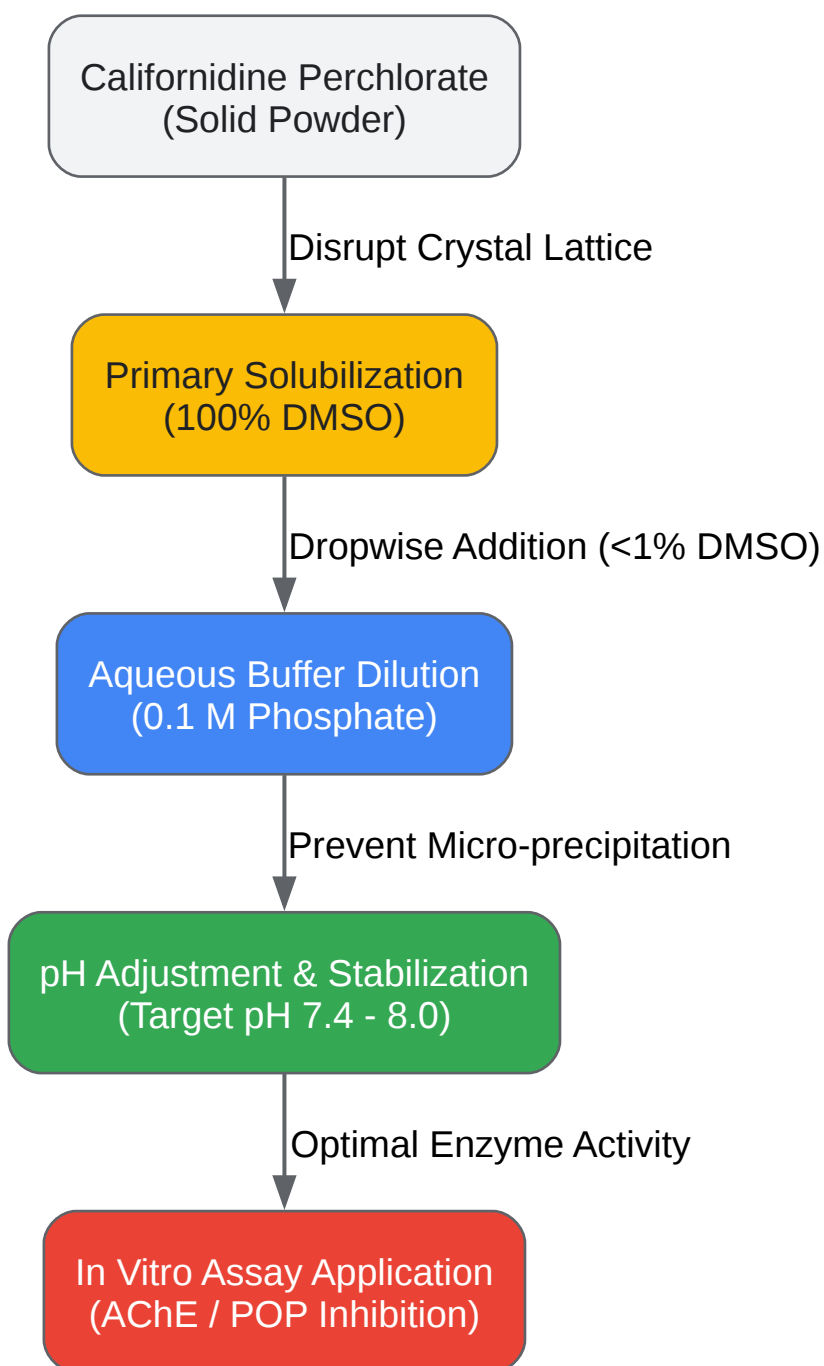 Californidine Perchlorate
(Solid Powder)
Disrupt Crystal Lattice
Primary Solubilization
(100% DMSO)
Dropwise Addition (<1% DMSO)
Aqueous Buffer Dilution
(0.1 M Phosphate)
Prevent Micro-precipitation
pH Adjustment & Stabilization
(Target pH 7.4 - 8.0)
Optimal Enzyme Activity
In Vitro Assay Application
(AChE / POP Inhibition)